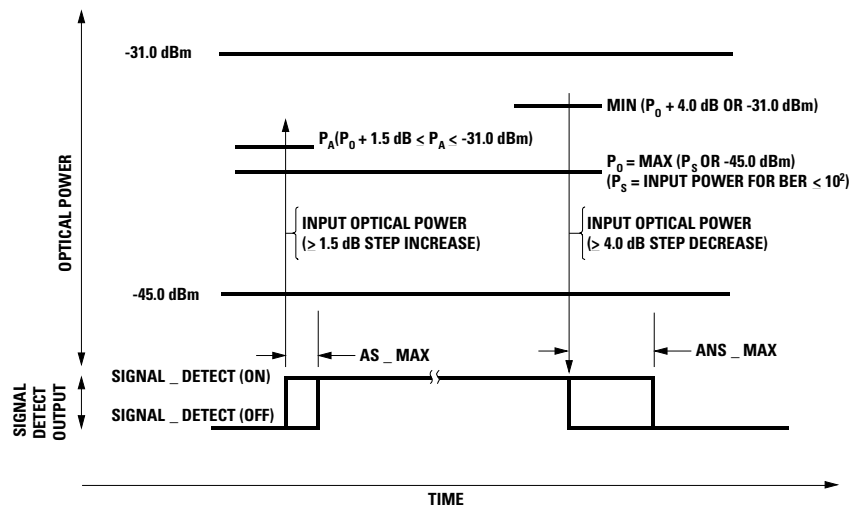 -31.0 dBm
MIN (PO + 4.0 dB OR -31.0 dBm)
PA(PO + 1.5 dB ≤ PA ≤ -31.0 dBm)
PO = MAX (PS OR -45.0 dBm)
(PS = INPUT POWER FOR BER ≤ 10²)
INPUT OPTICAL POWER
(≥ 1.5 dB STEP INCREASE)
INPUT OPTICAL POWER
(≥ 4.0 dB STEP DECREASE)
OPTICAL POWER
-45.0 dBm
AS _ MAX
ANS _ MAX
SIGNAL _ DETECT (ON)
SIGNAL _ DETECT (OFF)
SIGNAL
DETECT
OUTPUT
TIME